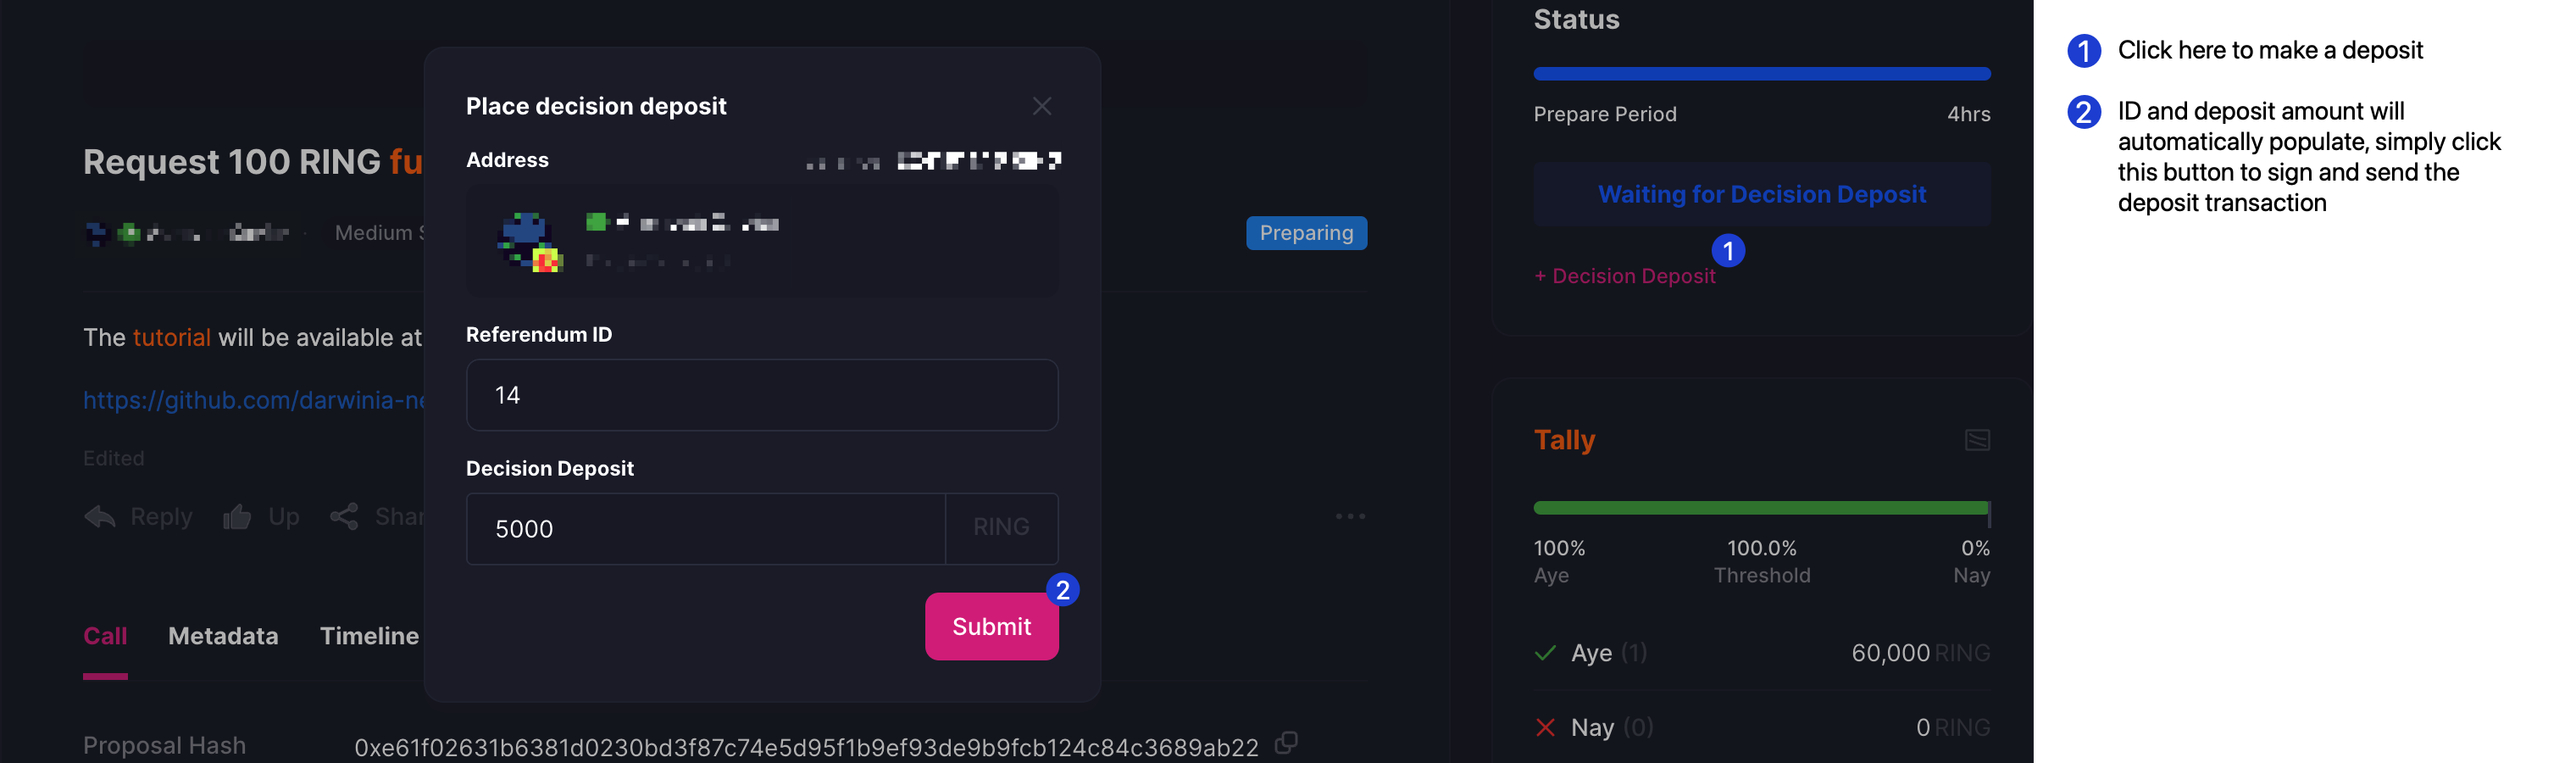 Request 100 RING fu
Medium S
Preparing
The tutorial will be available at
https://github.com/darwinia-ne
Edited
Reply
Up
Shar
Call
Metadata
Timeline
Proposal Hash
0xe61f02631b6381d0230bd3f87c74e5d95f1b9ef93de9b9fcb124c84c3689ab22
Place decision deposit
Address
Referendum ID
14
Decision Deposit
5000
RING
2
Submit
Status
Prepare Period
4hrs
Waiting for Decision Deposit
1
+ Decision Deposit
Tally
100%
100.0%
0%
Aye
Threshold
Nay
Aye (1)
60,000 RING
Nay (0)
0 RING
1 Click here to make a deposit
2 ID and deposit amount will
automatically populate, simply click
this button to sign and send the
deposit transaction